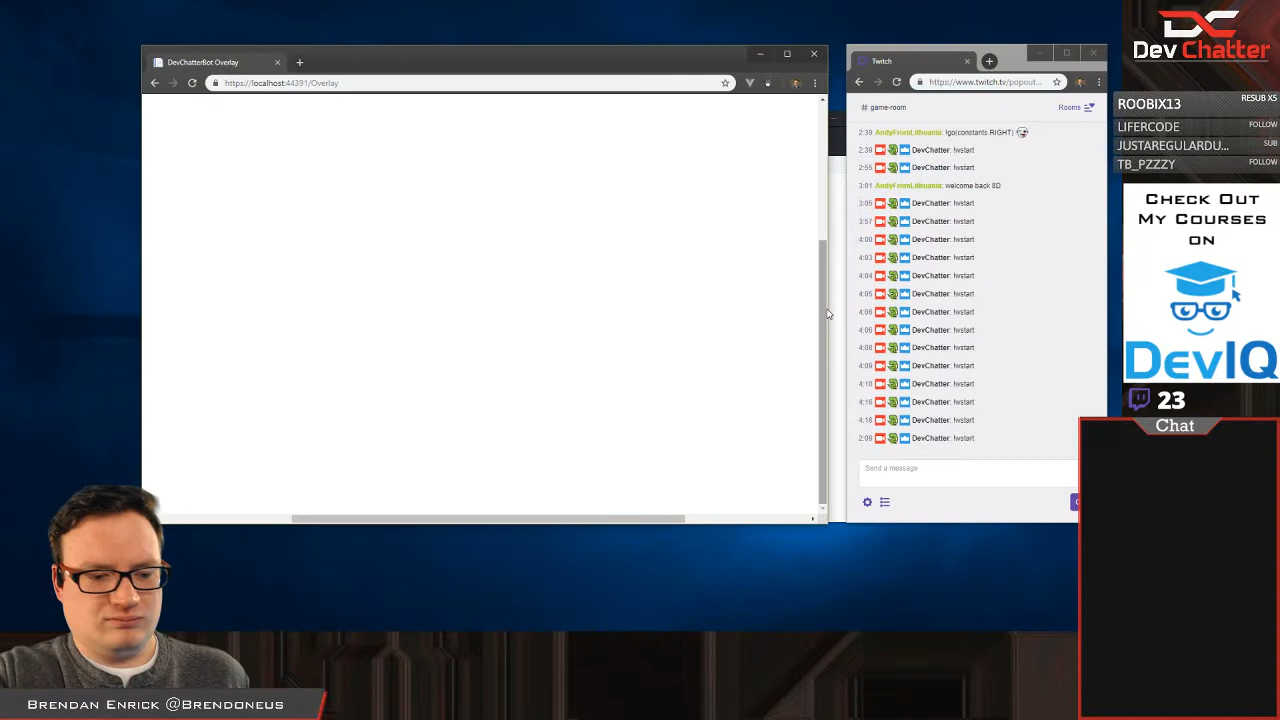 DevChatterBot Overlay
https://localhost:44391/Overlay
Twitch
https://www.twitch.tv/popout...
# game-room
Rooms
2:39 AndyFromLithuania: !go(constants.RIGHT)
2:39 DevChatter: !wstart
2:55 DevChatter: !wstart
3:01 AndyFromLithuania: welcome back 8D
3:05 DevChatter: !wstart
3:57 DevChatter: !wstart
4:00 DevChatter: !wstart
4:03 DevChatter: !wstart
4:04 DevChatter: !wstart
4:05 DevChatter: !wstart
4:06 DevChatter: !wstart
4:06 DevChatter: !wstart
4:08 DevChatter: !wstart
4:09 DevChatter: !wstart
4:10 DevChatter: !wstart
4:16 DevChatter: !wstart
4:16 DevChatter: !wstart
2:09 DevChatter: !wstart
Send a message
DC
Dev Chatter
ROOBIX13 RESUB X5
LIFERCODE FOLLOW
JUSTAREGULARDU... SUB
TB_PZZZY FOLLOW
Check Out
My Courses
on
DevIQ
23
Chat
Brendan Enrick @Brendoneus